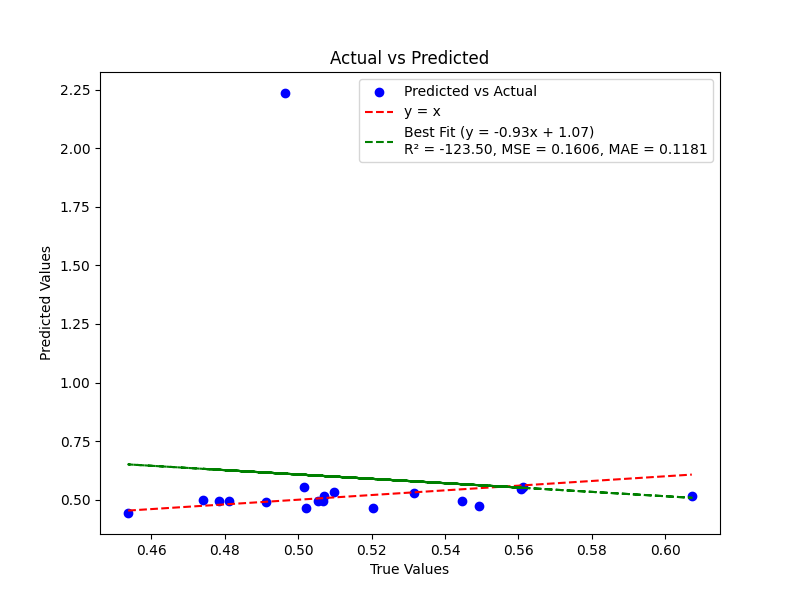 Actual vs Predicted
Predicted vs Actual
y = x
Best Fit (y = -0.93x + 1.07)
R² = -123.50, MSE = 0.1606, MAE = 0.1181
Predicted Values
2.25
2.00
1.75
1.50
1.25
1.00
0.75
0.50
0.46 0.48 0.50 0.52 0.54 0.56 0.58 0.60
True Values